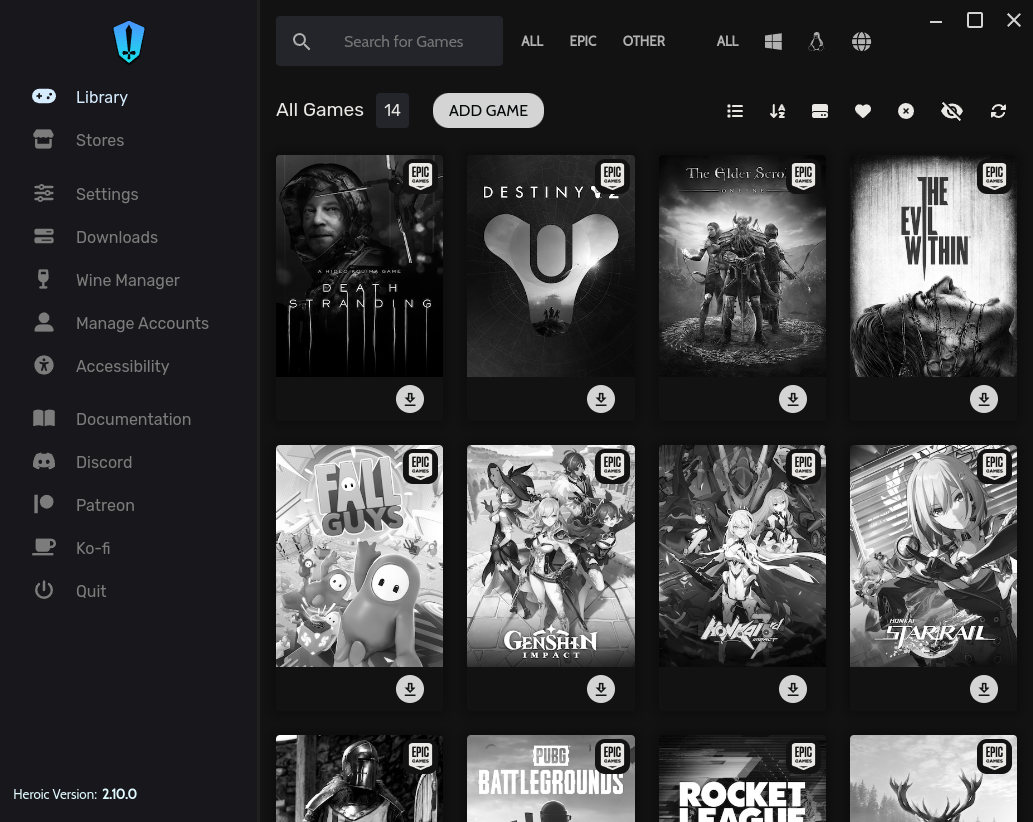 Search for Games
ALL
EPIC
OTHER
ALL
Library
Stores
Settings
Downloads
Wine Manager
Manage Accounts
Accessibility
Documentation
Discord
Patreon
Ko-fi
Quit
Heroic Version: 2.10.0
All Games 14 ADD GAME
EPIC
GAMES
A HIDEO KOJIMA GAME
DEATH
STRANDING
EPIC
GAMES
DESTINY 2
EPIC
GAMES
The Elder Scro
ONLINE
EPIC
GAMES
THE
EVIL
WITHIN
EPIC
GAMES
FALL
GUYS
EPIC
GAMES
GENSHIN
IMPACT
EPIC
GAMES
HONKAI 3rd
IMPACT
EPIC
GAMES
HONKAI
STAR RAIL
EPIC
GAMES
EPIC
GAMES
PUBG
BATTLEGROUNDS
EPIC
GAMES
ROCKET
LEAGUE
EPIC
GAMES